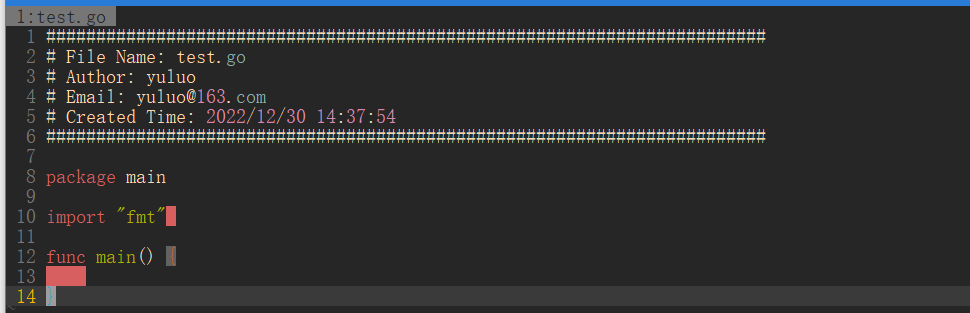 1:test.go
1 ########################################################################
2 # File Name: test.go
3 # Author: yuluo
4 # Email: yuluo@163.com
5 # Created Time: 2022/12/30 14:37:54
6 ########################################################################
7
8 package main
9
10 import "fmt"
11
12 func main() {
13
14 }